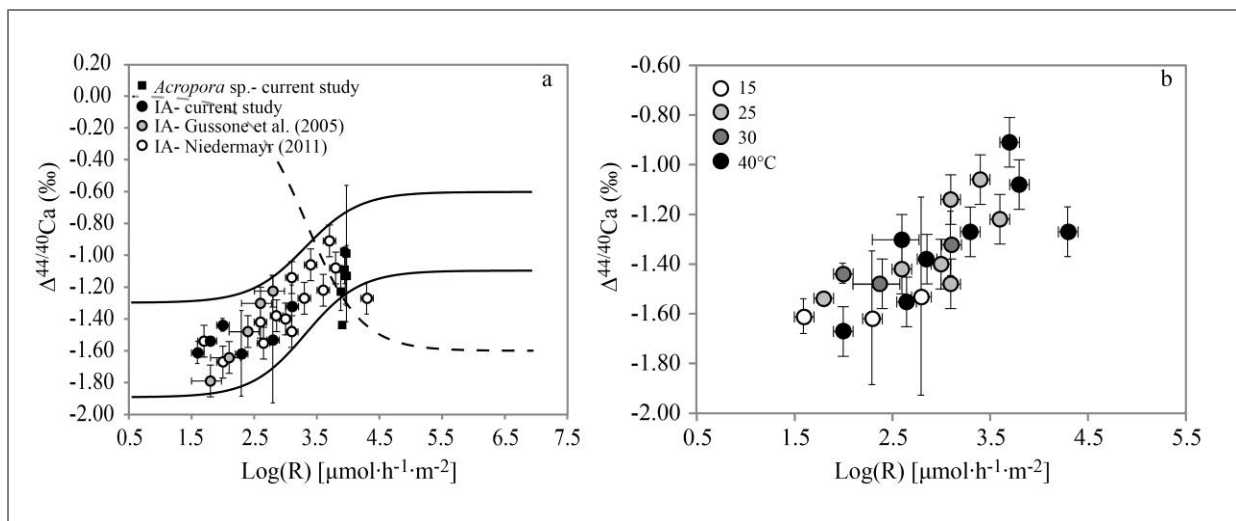 a
0.20
0.00
-0.20
-0.40
-0.60
-0.80
-1.00
-1.20
-1.40
-1.60
-1.80
-2.00
Δ44/40Ca (‰)
Acropora sp.- current study
IA- current study
IA- Gussone et al. (2005)
IA- Niedermayr (2011)
0.5 1.5 2.5 3.5 4.5 5.5 6.5 7.5
Log(R) [μmol·h-1·m-2]
b
-0.60
-0.80
-1.00
-1.20
-1.40
-1.60
-1.80
-2.00
Δ44/40Ca (‰)
15
25
30
40°C
0.5 1.5 2.5 3.5 4.5 5.5
Log(R) [μmol·h-1·m-2]